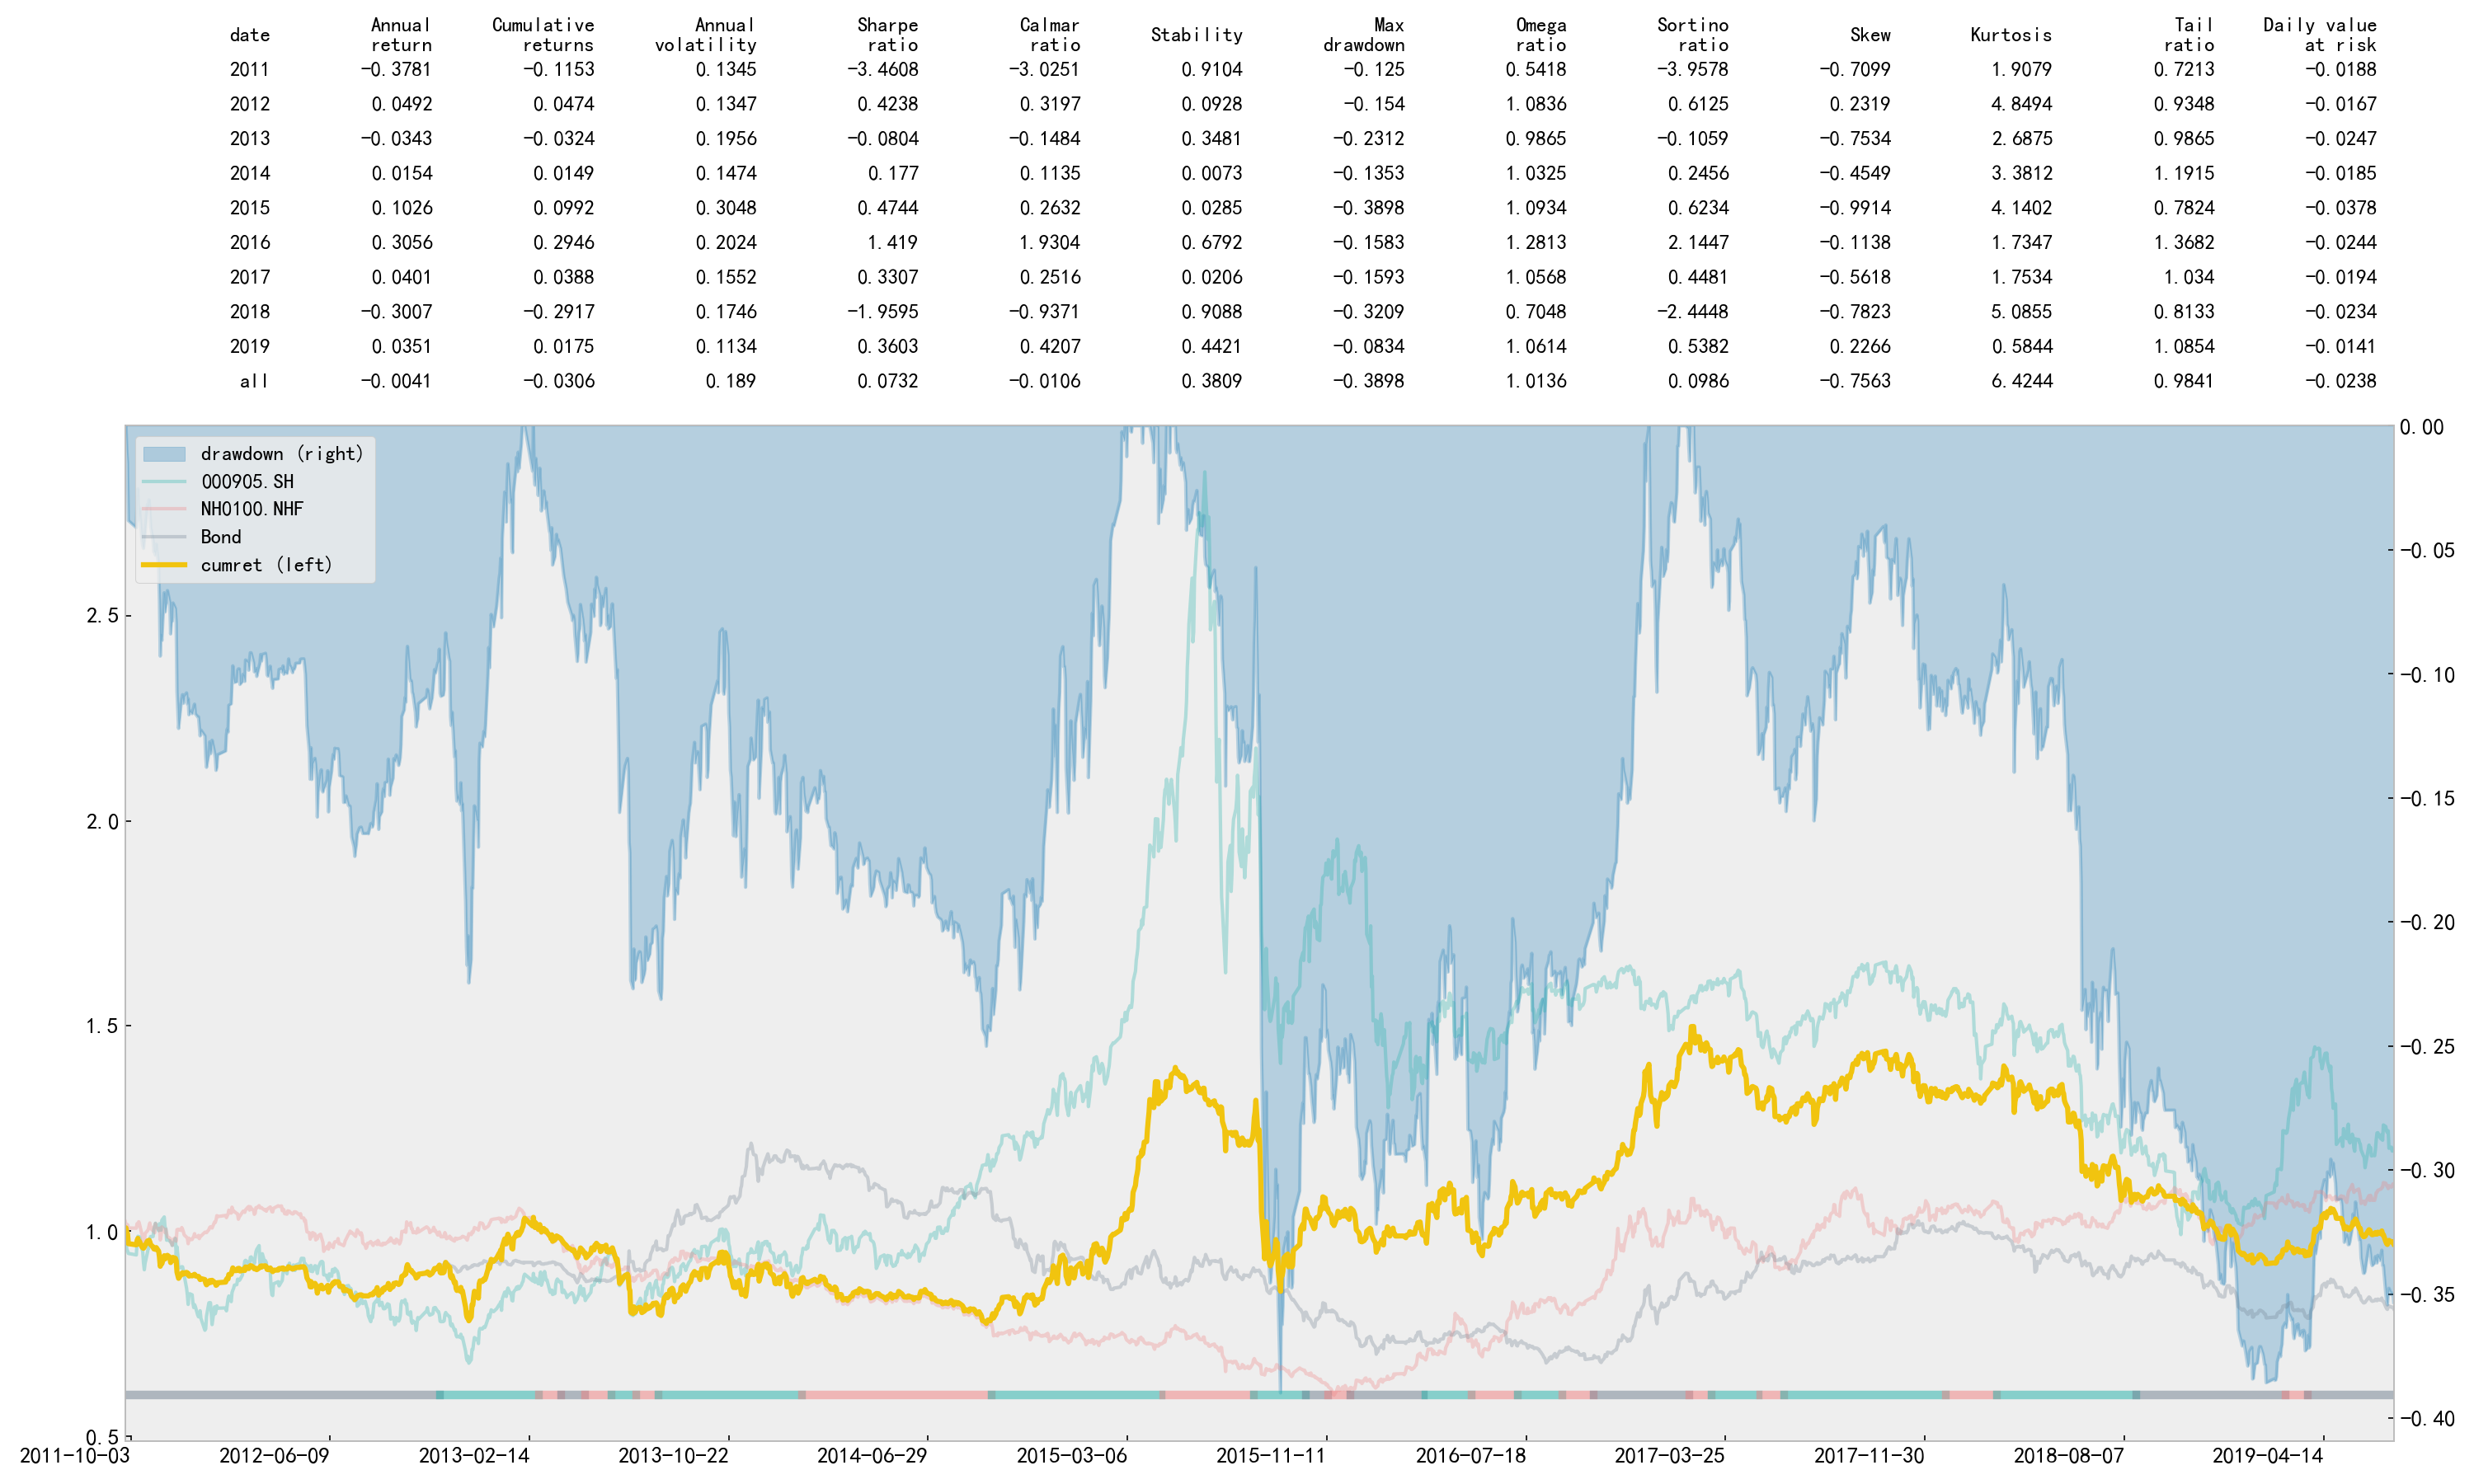 date Annual return Cumulative returns Annual volatility Sharpe ratio Calmar ratio Stability Max drawdown Omega ratio Sortino ratio Skew Kurtosis Tail ratio Daily value at risk
2011 -0.3781 -0.1153 0.1345 -3.4608 -3.0251 0.9104 -0.125 0.5418 -3.9578 -0.7099 1.9079 0.7213 -0.0188
2012 0.0492 0.0474 0.1347 0.4238 0.3197 0.0928 -0.154 1.0836 0.6125 0.2319 4.8494 0.9348 -0.0167
2013 -0.0343 -0.0324 0.1956 -0.0804 -0.1484 0.3481 -0.2312 0.9865 -0.1059 -0.7534 2.6875 0.9865 -0.0247
2014 0.0154 0.0149 0.1474 0.177 0.1135 0.0073 -0.1353 1.0325 0.2456 -0.4549 3.3812 1.1915 -0.0185
2015 0.1026 0.0992 0.3048 0.4744 0.2632 0.0285 -0.3898 1.0934 0.6234 -0.9914 4.1402 0.7824 -0.0378
2016 0.3056 0.2946 0.2024 1.419 1.9304 0.6792 -0.1583 1.2813 2.1447 -0.1138 1.7347 1.3682 -0.0244
2017 0.0401 0.0388 0.1552 0.3307 0.2516 0.0206 -0.1593 1.0568 0.4481 -0.5618 1.7534 1.034 -0.0194
2018 -0.3007 -0.2917 0.1746 -1.9595 -0.9371 0.9088 -0.3209 0.7048 -2.4448 -0.7823 5.0855 0.8133 -0.0234
2019 0.0351 0.0175 0.1134 0.3603 0.4207 0.4421 -0.0834 1.0614 0.5382 0.2266 0.5844 1.0854 -0.0141
all -0.0041 -0.0306 0.189 0.0732 -0.0106 0.3809 -0.3898 1.0136 0.0986 -0.7563 6.4244 0.9841 -0.0238
drawdown (right)
000905.SH
NH0100.NHF
Bond
cumret (left)
2.5
2.0
1.5
1.0
0.5
0.00
-0.05
-0.10
-0.15
-0.20
-0.25
-0.30
-0.35
-0.40
2011-10-03 2012-06-09 2013-02-14 2013-10-22 2014-06-29 2015-03-06 2015-11-11 2016-07-18 2017-03-25 2017-11-30 2018-08-07 2019-04-14